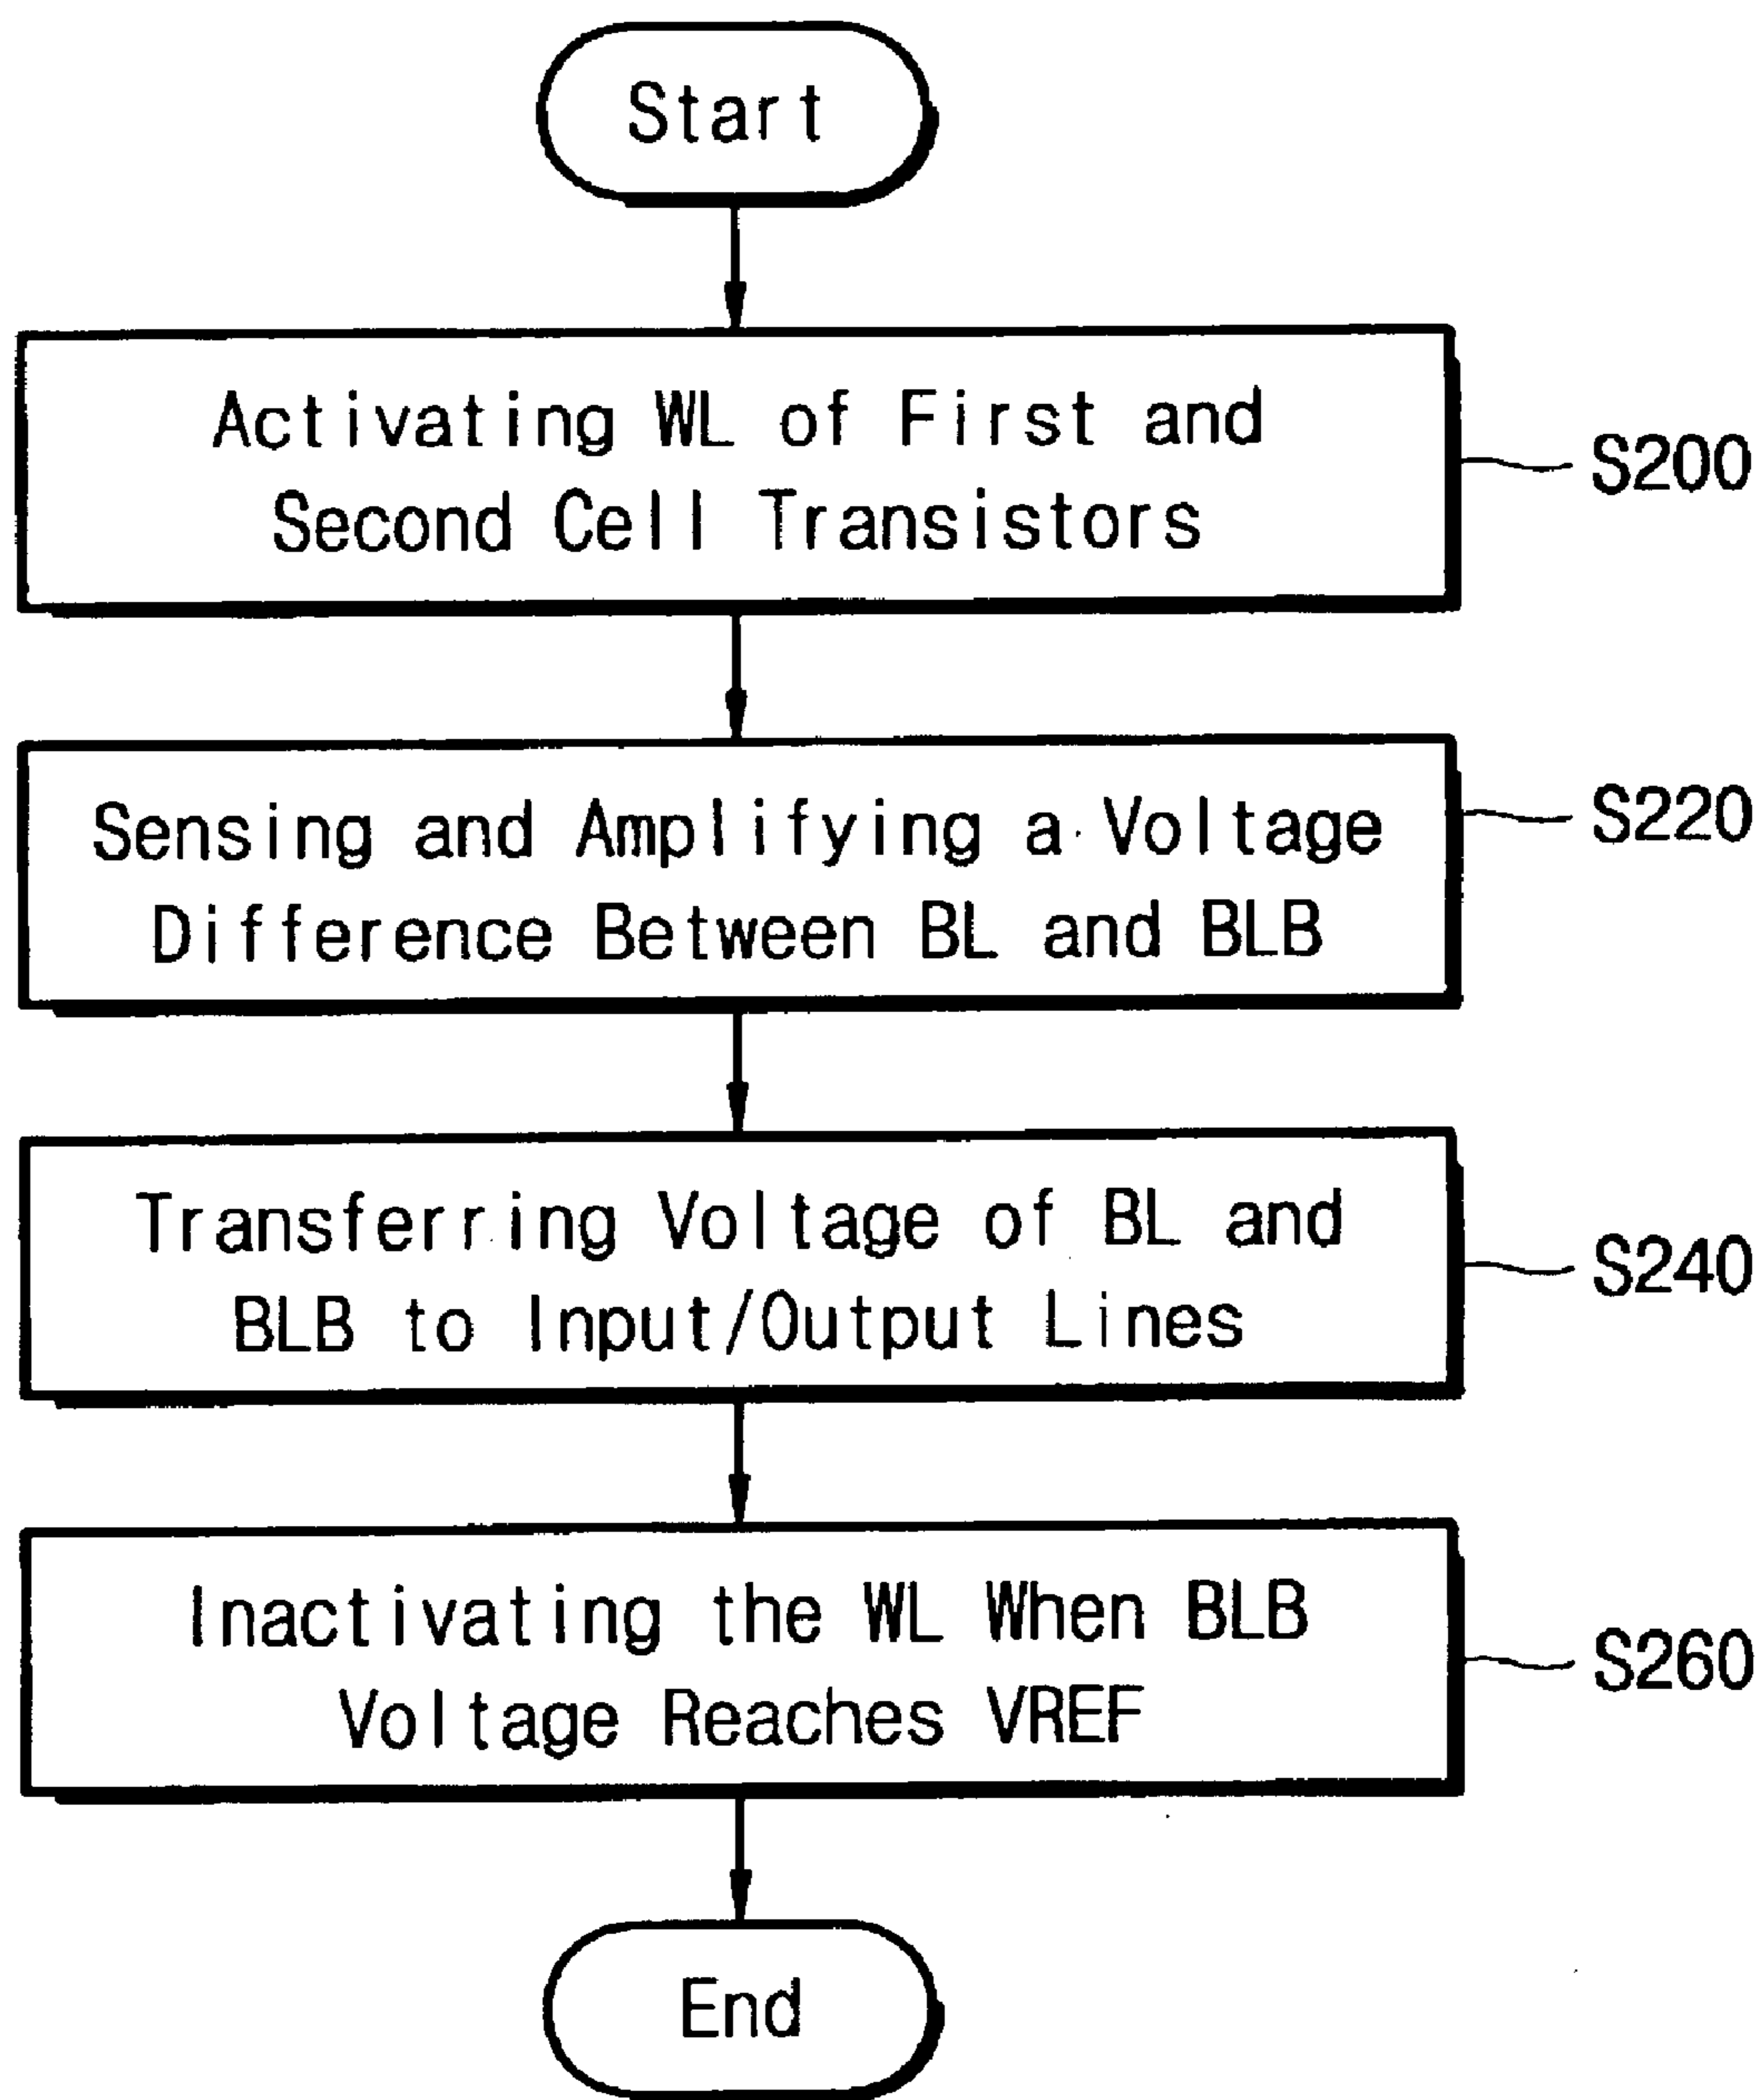 Start
Activating WL of First and
Second Cell Transistors
S200
Sensing and Amplifying a Voltage
Difference Between BL and BLB
S220
Transferring Voltage of BL and
BLB to Input/Output Lines
S240
Inactivating the WL When BLB
Voltage Reaches VREF
S260
End